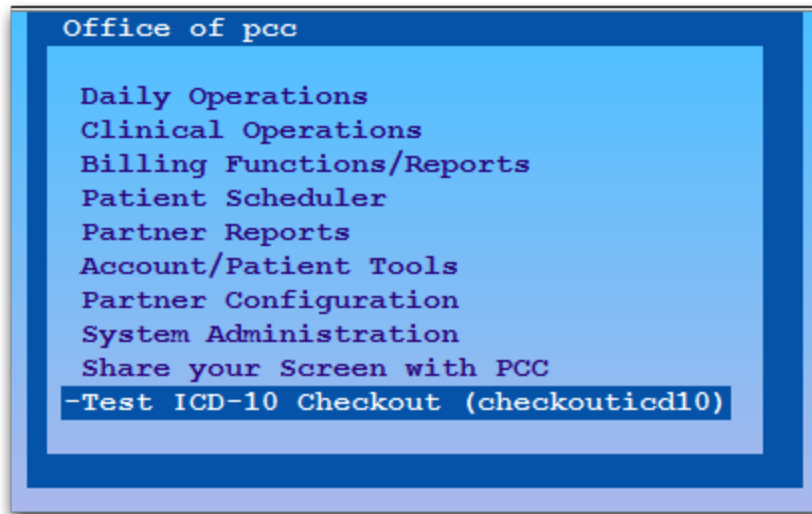 Office of pcc
Daily Operations
Clinical Operations
Billing Functions/Reports
Patient Scheduler
Partner Reports
Account/Patient Tools
Partner Configuration
System Administration
Share your Screen with PCC
-Test ICD-10 Checkout (checkouticd10)